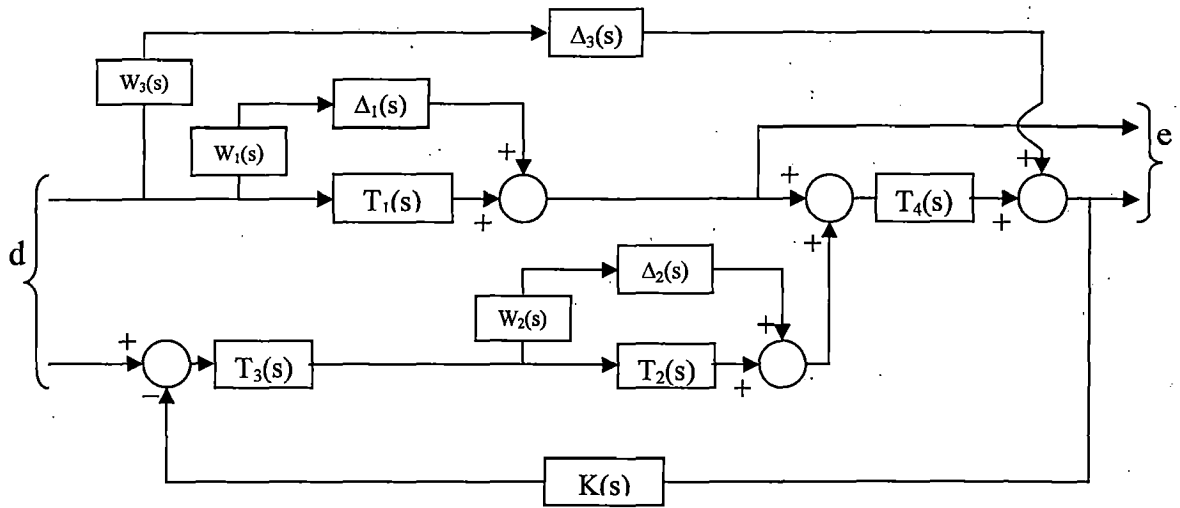 Δ₃(s)
W₃(s)
Δ₁(s)
e
W₁(s)
+
+
+
T₁(s)
T₄(s)
+
+
+
d
Δ₂(s)
W₂(s)
+
+
T₃(s)
T₂(s)
−
+
K(s)